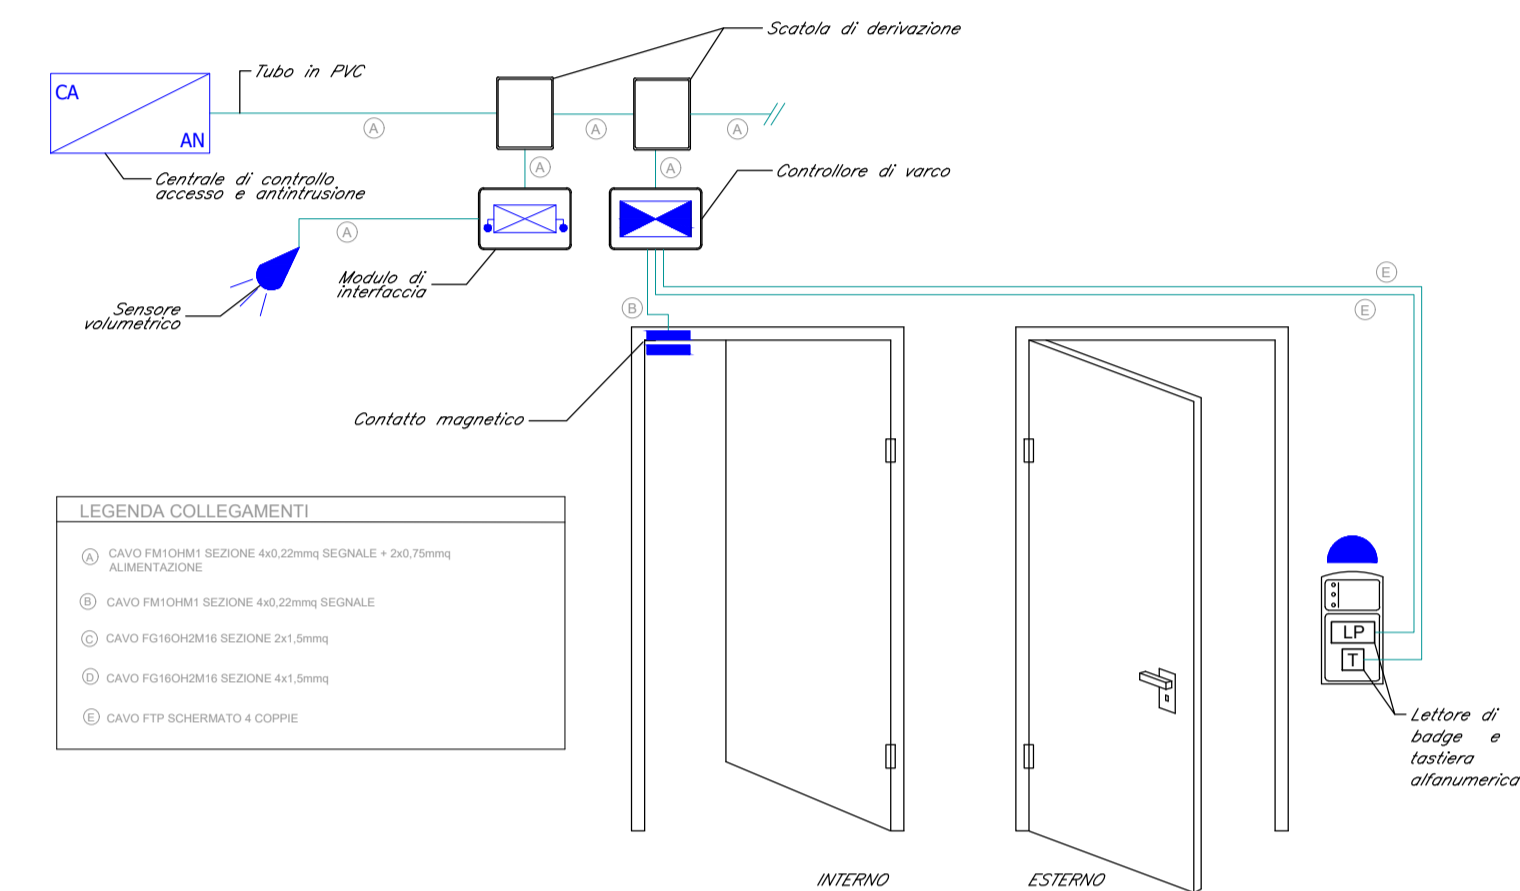 Scatola di derivazione
Tubo in PVC
CA
AN
A
A
A
A
A
Centrale di controllo
accesso e antintrusione
Controllore di varco
A
Modulo di
interfaccia
Sensore
volumetrico
E
E
B
Contatto magnetico
LEGENDA COLLEGAMENTI
A CAVO FM1OHM1 SEZIONE 4x0,22mmq SEGNALE + 2x0,75mmq
ALIMENTAZIONE
B CAVO FM1OHM1 SEZIONE 4x0,22mmq SEGNALE
C CAVO FG16OH2M16 SEZIONE 2x1,5mmq
D CAVO FG16OH2M16 SEZIONE 4x1,5mmq
E CAVO FTP SCHERMATO 4 COPPIE
LP
T
Lettore di
badge e
tastiera
alfanumerica
INTERNO
ESTERNO